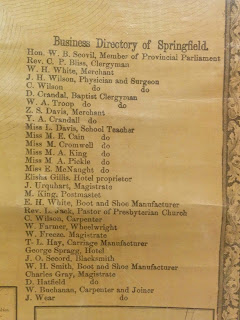 Business Directory of Springfield.
Hon. W. B. Scovil, Member of Provincial Parliament
Rev. C. P. Bliss, Clergyman
W. H. White, Merchant
J. H. Wilson, Physician and Surgeon
C. Wilson do do
D. Crandal, Baptist Clergyman
W. A. Troop do do
Z. S. Davis, Merchant
Y. A. Crandall do
Miss L. Davis, School Teacher
Miss M. E. Cain do
Miss M. Cromwell do
Miss M. A. King do
Miss M. A. Pickle do
Miss E. McNaught do
Elisha Gillis, Hotel proprietor
J. Urquhart, Magistrate
M. King, Postmaster
E. H. White, Boot and Shoe Manufacturer
Rev. L. Jack, Pastor of Presbytarian Church
C. Wilson, Carpenter
W. Farmer, Wheelwright
W. Freeze, Magistrate
T. L. Hay, Carriage Manufacturer
George Spragg, Hotel
J. O. Secord, Blacksmith
W. H. Smith, Boot and Shoe Manufacturer
Charles Gray, Magistrate
D. Hatfield do
W. Buchanan, Carpenter and Joiner
J. Wear do